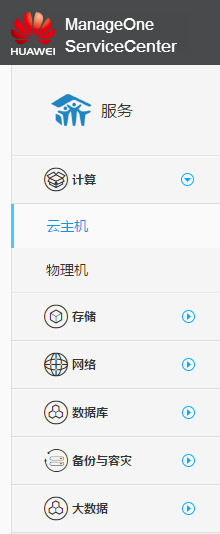 HUAWEI
ManageOne
ServiceCenter
服务
计算
云主机
物理机
存储
网络
数据库
备份与容灾
大数据